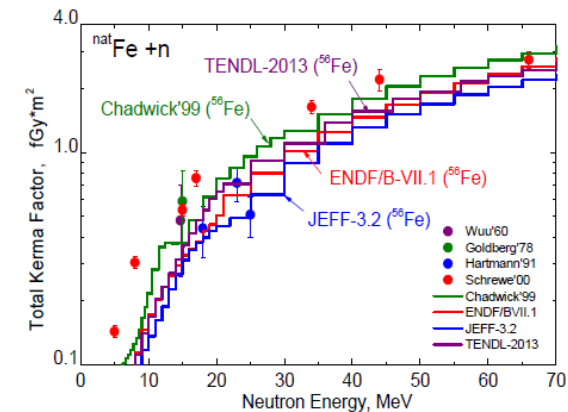 4.0
natFe +n
TENDL-2013 (56Fe)
Chadwick'99 (56Fe)
1.0
ENDF/B-VII.1 (56Fe)
JEFF-3.2 (56Fe)
Wuu'60
Goldberg'78
Hartmann'91
Schrewe'00
Chadwick'99
ENDF/BVII.1
JEFF-3.2
TENDL-2013
0.1
0 10 20 30 40 50 60 70
Neutron Energy, MeV
Total Kerma Factor, fGy*m2